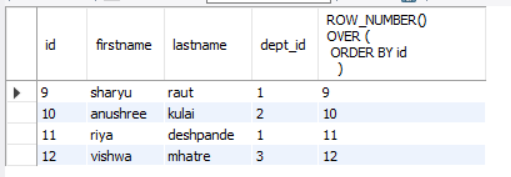 id firstname lastname dept_id ROW_NUMBER()
OVER (
ORDER BY id
)
9 sharyu raut 1 9
10 anushree kulai 2 10
11 riya deshpande 1 11
12 vishwa mhatre 3 12